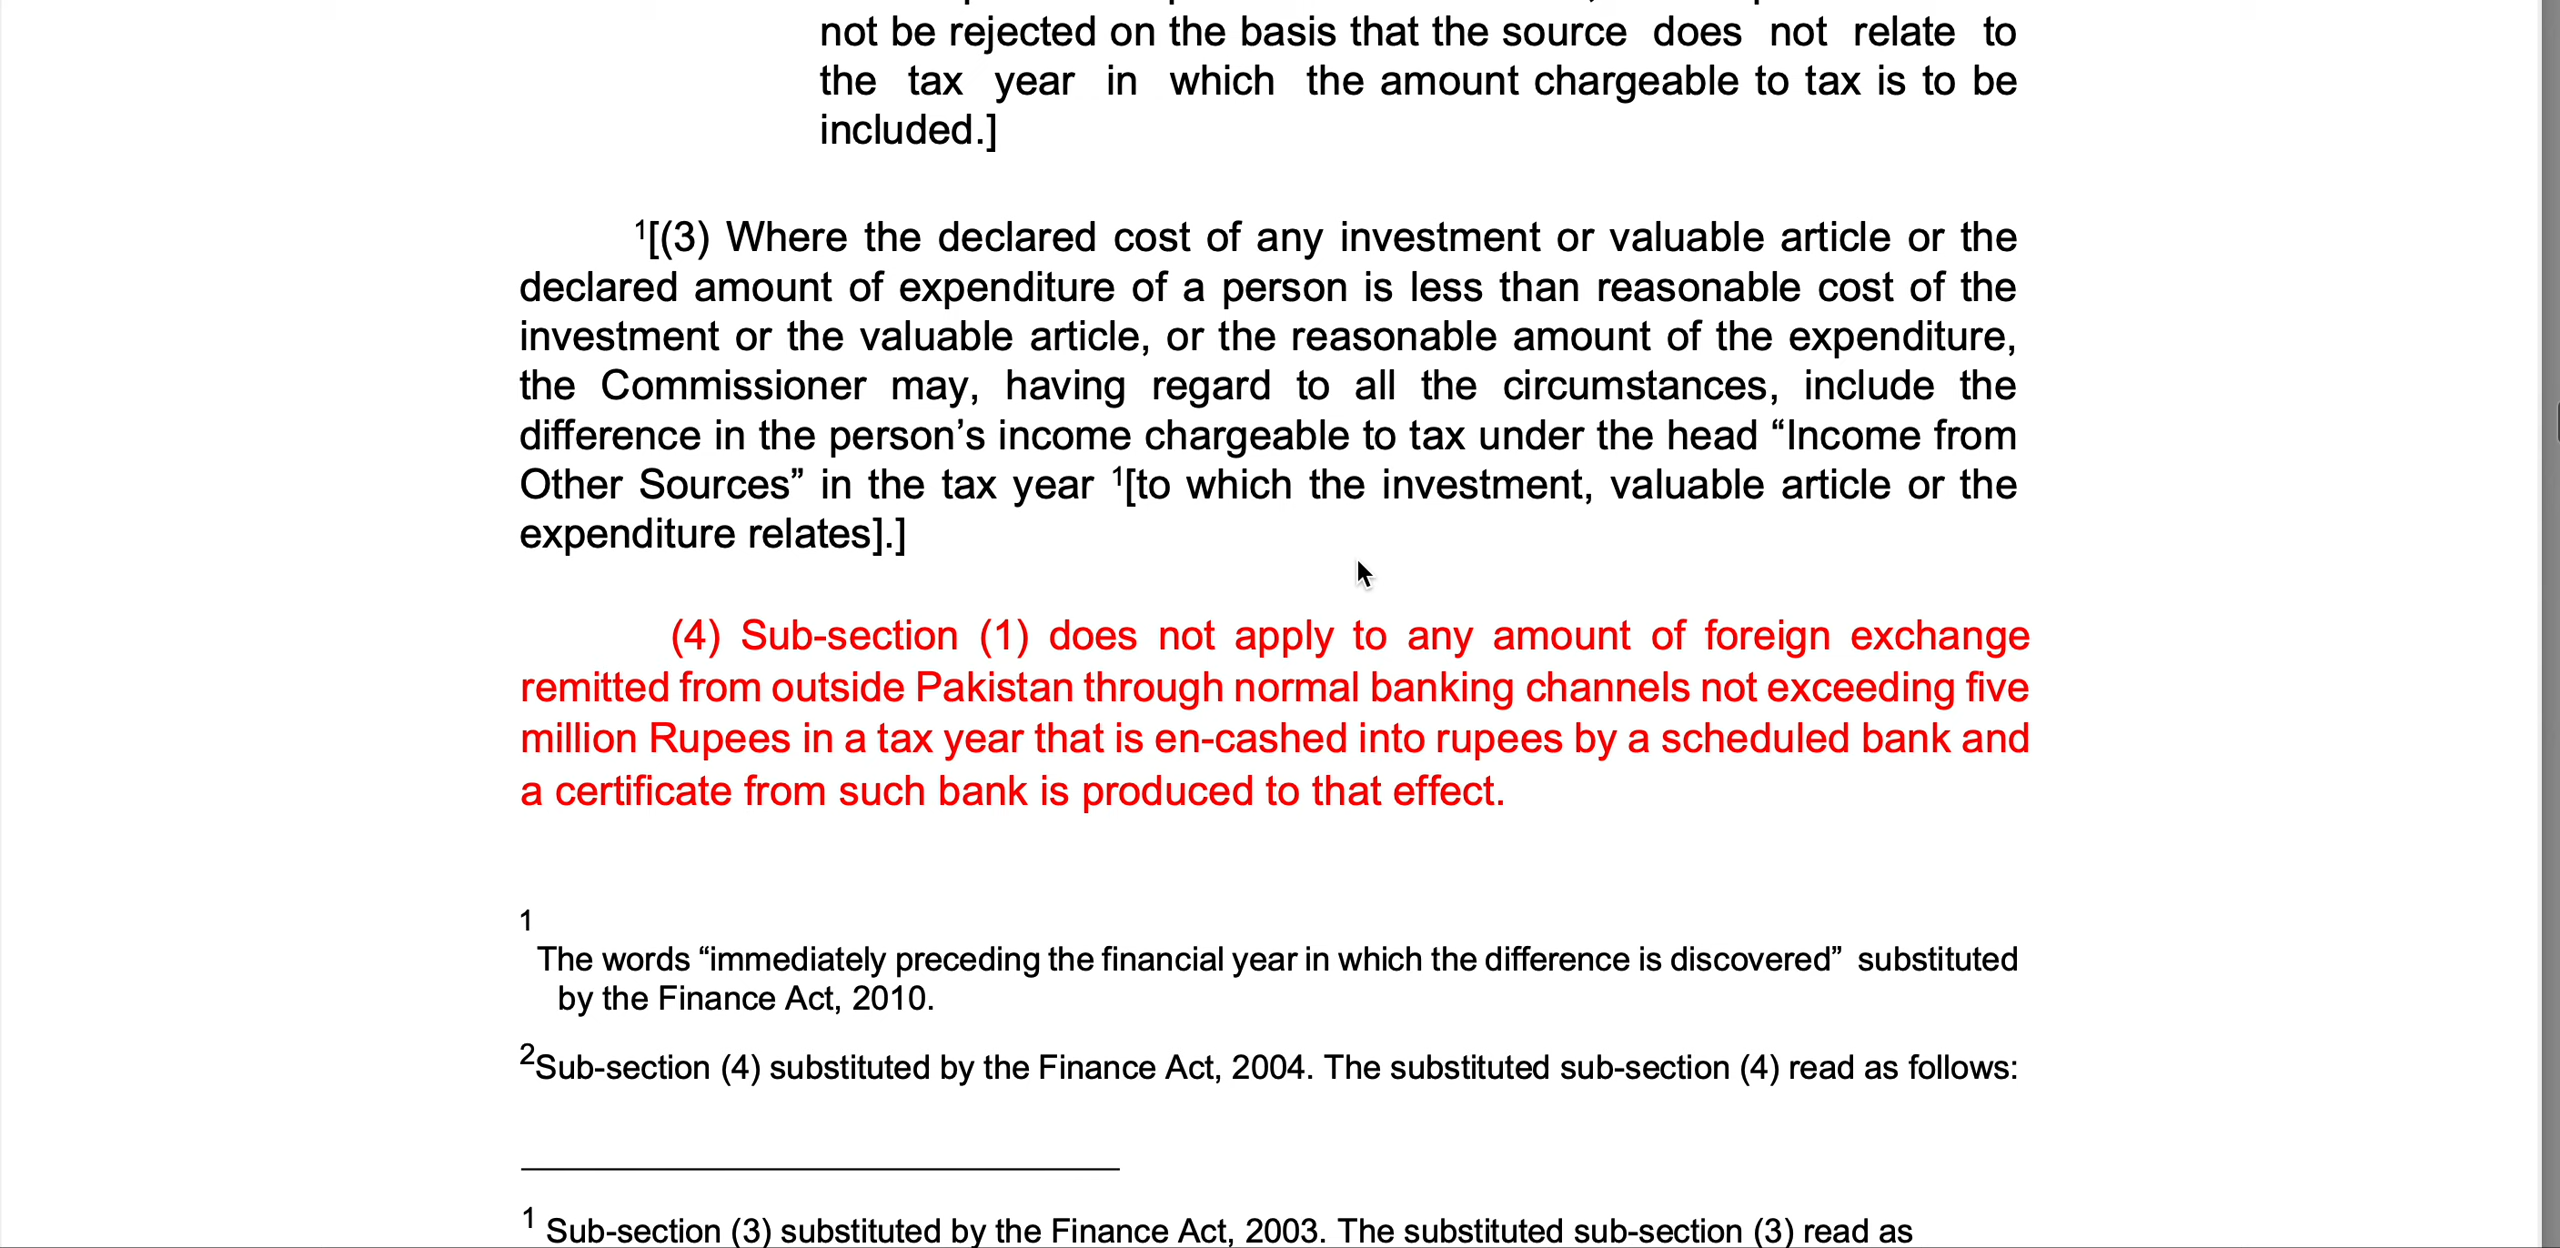 not be rejected on the basis that the source does not relate to
the tax year in which the amount chargeable to tax is to be
included.]
1[(3) Where the declared cost of any investment or valuable article or the
declared amount of expenditure of a person is less than reasonable cost of the
investment or the valuable article, or the reasonable amount of the expenditure,
the Commissioner may, having regard to all the circumstances, include the
difference in the person’s income chargeable to tax under the head “Income from
Other Sources” in the tax year 1[to which the investment, valuable article or the
expenditure relates].]
(4) Sub-section (1) does not apply to any amount of foreign exchange
remitted from outside Pakistan through normal banking channels not exceeding five
million Rupees in a tax year that is en-cashed into rupees by a scheduled bank and
a certificate from such bank is produced to that effect.
1
The words “immediately preceding the financial year in which the difference is discovered” substituted
by the Finance Act, 2010.
2Sub-section (4) substituted by the Finance Act, 2004. The substituted sub-section (4) read as follows:
1 Sub-section (3) substituted by the Finance Act, 2003. The substituted sub-section (3) read as